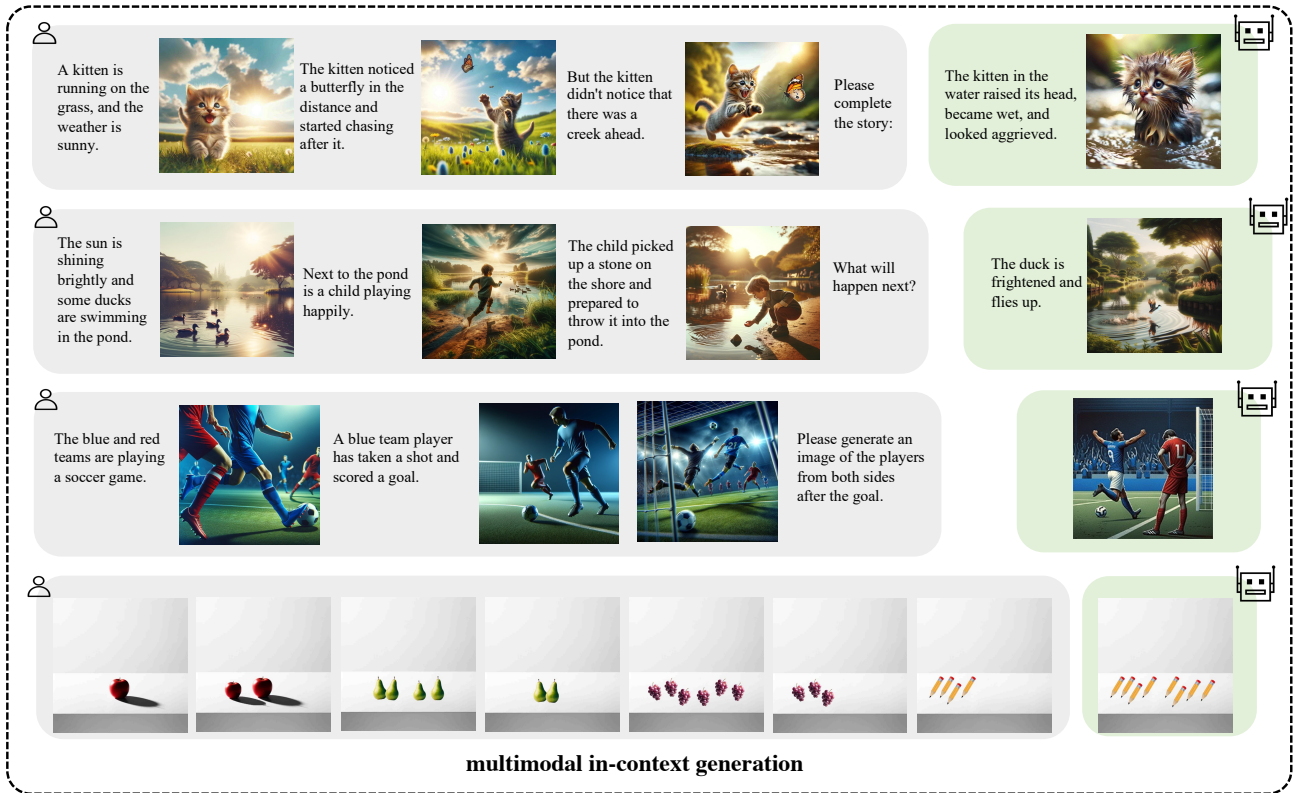 A kitten is
running on the
grass, and the
weather is
sunny.
The kitten noticed
a butterfly in the
distance and
started chasing
after it.
But the kitten
didn't notice that
there was a
creek ahead.
Please
complete
the story:
The kitten in the
water raised its head,
became wet, and
looked aggrieved.
The sun is
shining
brightly and
some ducks
are swimming
in the pond.
Next to the pond
is a child playing
happily.
The child picked
up a stone on
the shore and
prepared to
throw it into the
pond.
What will
happen next?
The duck is
frightened and
flies up.
The blue and red
teams are playing
a soccer game.
A blue team player
has taken a shot and
scored a goal.
Please generate an
image of the players
from both sides
after the goal.
multimodal in-context generation